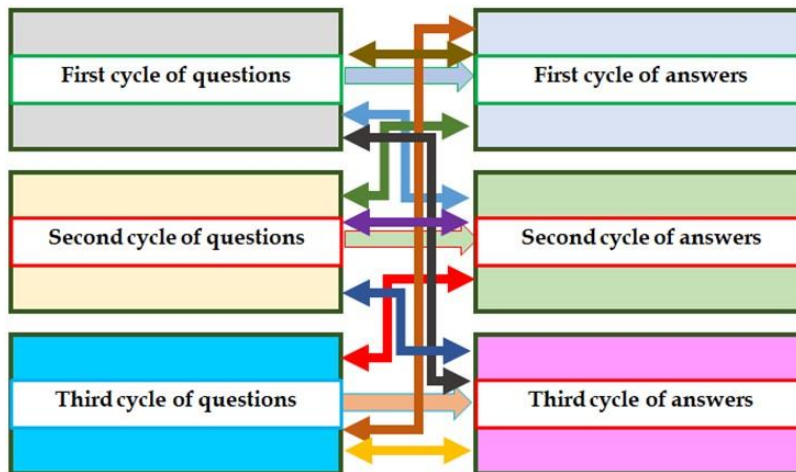 First cycle of questions
First cycle of answers
Second cycle of questions
Second cycle of answers
Third cycle of questions
Third cycle of answers